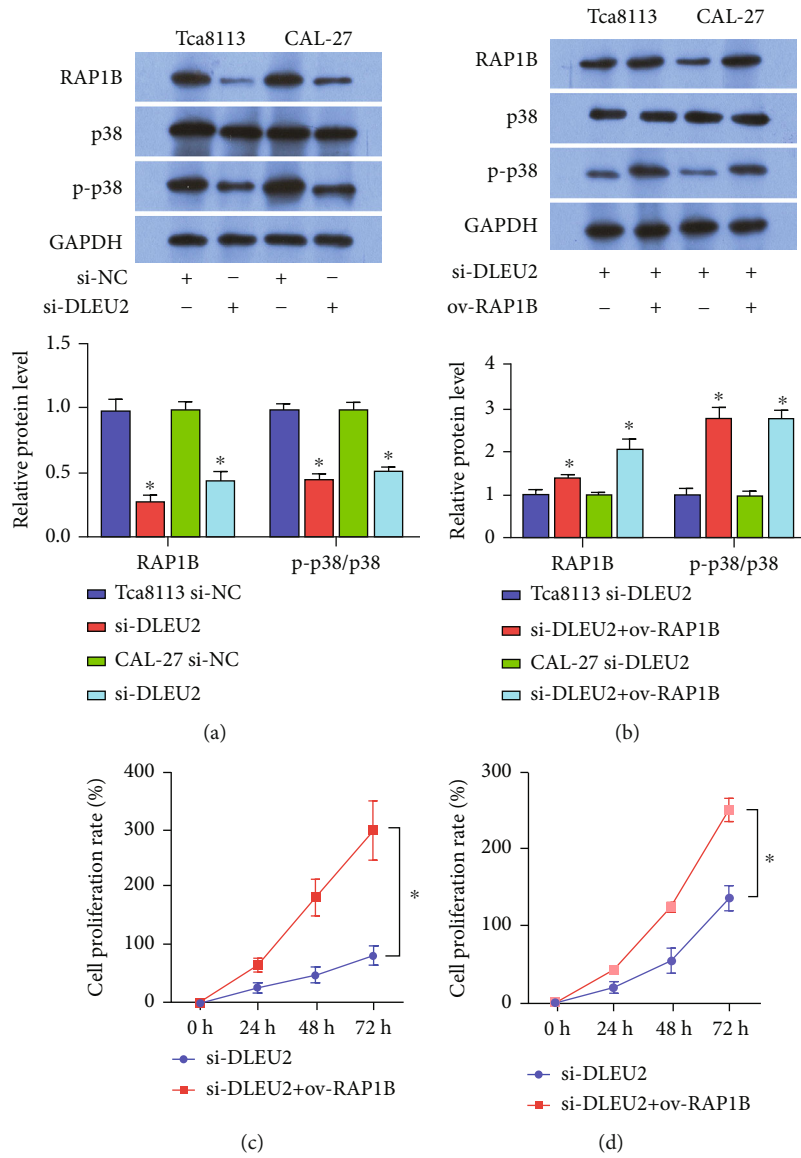 Tca8113 CAL-27
RAP1B
p38
p-p38
GAPDH
si-NC + – + –
si-DLEU2 – + – +
Relative protein level
1.5
1.0
0.5
0.0
* * * *
RAP1B p-p38/p38
Tca8113 si-NC
si-DLEU2
CAL-27 si-NC
si-DLEU2
(a)
Tca8113 CAL-27
RAP1B
p38
p-p38
GAPDH
si-DLEU2 + + + +
ov-RAP1B – + – +
Relative protein level
4
3
2
1
0
* * * *
RAP1B p-p38/p38
Tca8113 si-DLEU2
si-DLEU2+ov-RAP1B
CAL-27 si-DLEU2
si-DLEU2+ov-RAP1B
(b)
Cell proliferation rate (%)
400
300
200
100
0
*
0 h 24 h 48 h 72 h
si-DLEU2
si-DLEU2+ov-RAP1B
(c)
Cell proliferation rate (%)
300
200
100
0
*
0 h 24 h 48 h 72 h
si-DLEU2
si-DLEU2+ov-RAP1B
(d)